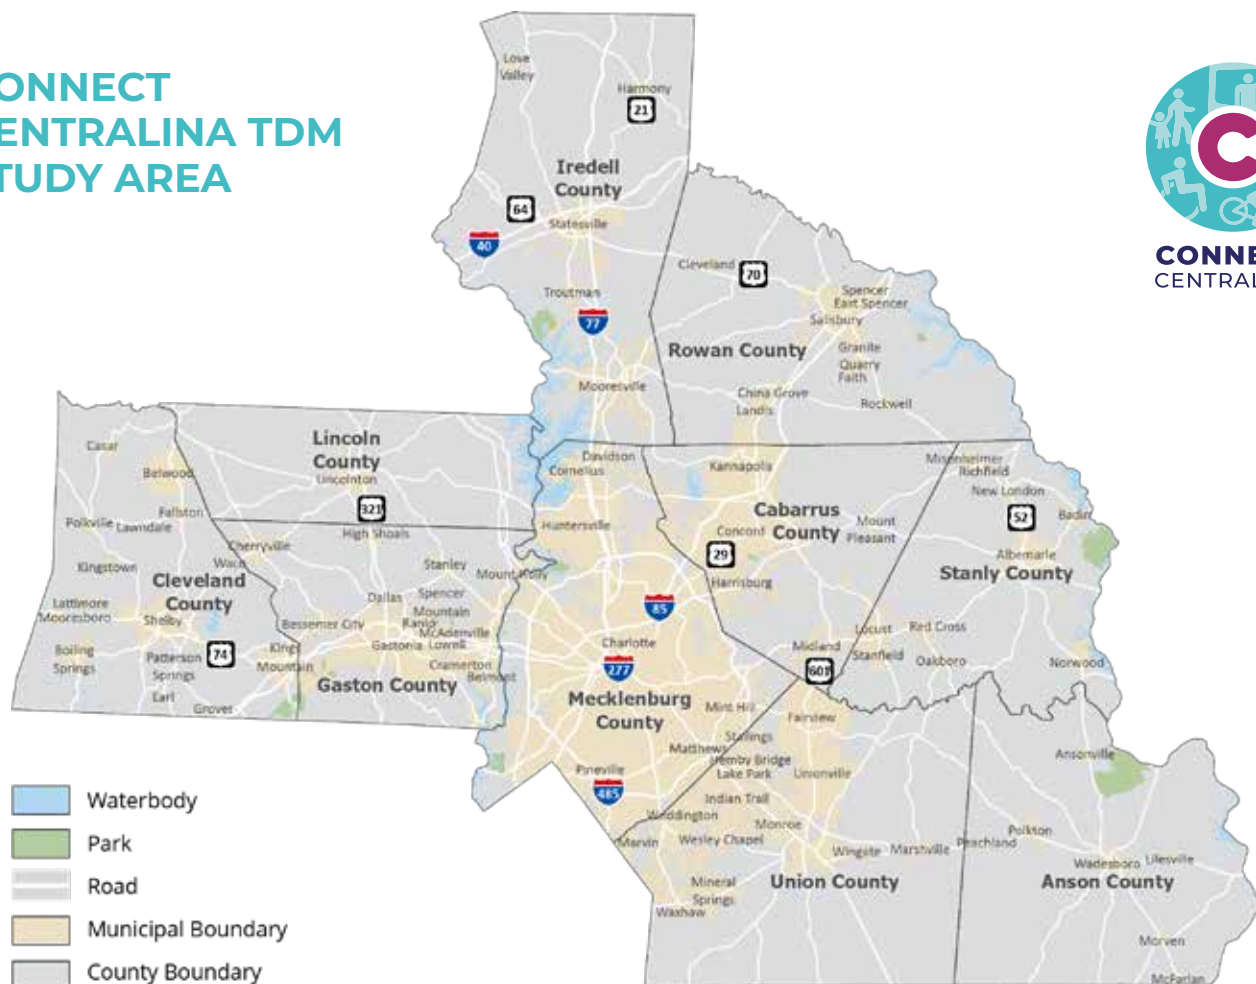 ONNECT
ENTRALINA TDM
TUDY AREA
CONNE
CENTRAL
Love
Valley
Harmony
21
Iredell
County
64
Statesville
40
Cleveland
70
Troutman
Spencer
East Spencer
Salisbury
77
Rowan County
Granite
Quarry
Faith
Mooresville
China Grove
Landis
Rockwell
Casar
Lincoln
County
Lincolnton
Belwood
321
Fallston
Polkville
Lawndale
High Shoals
Davidson
Cornelius
Kannapolis
Misenheimer
Richfield
New London
Cabarrus
County
52
Badin
Huntersville
Concord
Mount
Pleasant
29
Cherryville
Waco
Albemarle
Stanly County
Kingstown
Cleveland
County
Stanley
Mount Holly
Harrisburg
Lattimore
Mooresboro
Shelby
Dallas
Spencer
Mountain
Ranlo
McAdenville
Lowell
Bessemer City
Gastonia
85
Charlotte
Locust
Red Cross
Midland
Stanfield
Oakboro
Norwood
Boiling
Springs
Patterson
Springs
74
Kings
Mountain
Cramerton
Belmont
277
601
Earl
Grover
Gaston County
Mecklenburg
County
Mint Hill
Fairview
Stallings
Matthews
Hemby Bridge
Lake Park
Unionville
Ansonville
Pineville
485
Indian Trail
Weddington
Monroe
Marvin
Wesley Chapel
Wingate
Marshville
Peachland
Polkton
Wadesboro
Lilesville
Mineral
Springs
Union County
Anson County
Waxhaw
Morven
McFarlan
Waterbody
Park
Road
Municipal Boundary
County Boundary